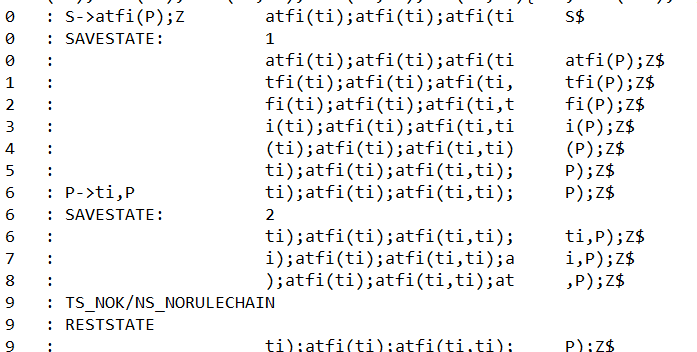 0 : S->atfi(P);Z atfi(ti);atfi(ti);atfi(ti S$
0 : SAVESTATE: 1
0 : atfi(ti);atfi(ti);atfi(ti atfi(P);Z$
1 : tfi(ti);atfi(ti);atfi(ti, tfi(P);Z$
2 : fi(ti);atfi(ti);atfi(ti,t fi(P);Z$
3 : i(ti);atfi(ti);atfi(ti,ti i(P);Z$
4 : (ti);atfi(ti);atfi(ti,ti) (P);Z$
5 : ti);atfi(ti);atfi(ti,ti); P);Z$
6 : P->ti,P ti);atfi(ti);atfi(ti,ti); P);Z$
6 : SAVESTATE: 2
6 : ti);atfi(ti);atfi(ti,ti); ti,P);Z$
7 : i);atfi(ti);atfi(ti,ti);a i,P);Z$
8 : );atfi(ti);atfi(ti,ti);at ,P);Z$
9 : TS_NOK/NS_NORULECHAIN
9 : RESTSTATE
9 : ti);atfi(ti);atfi(ti,ti); P);Z$